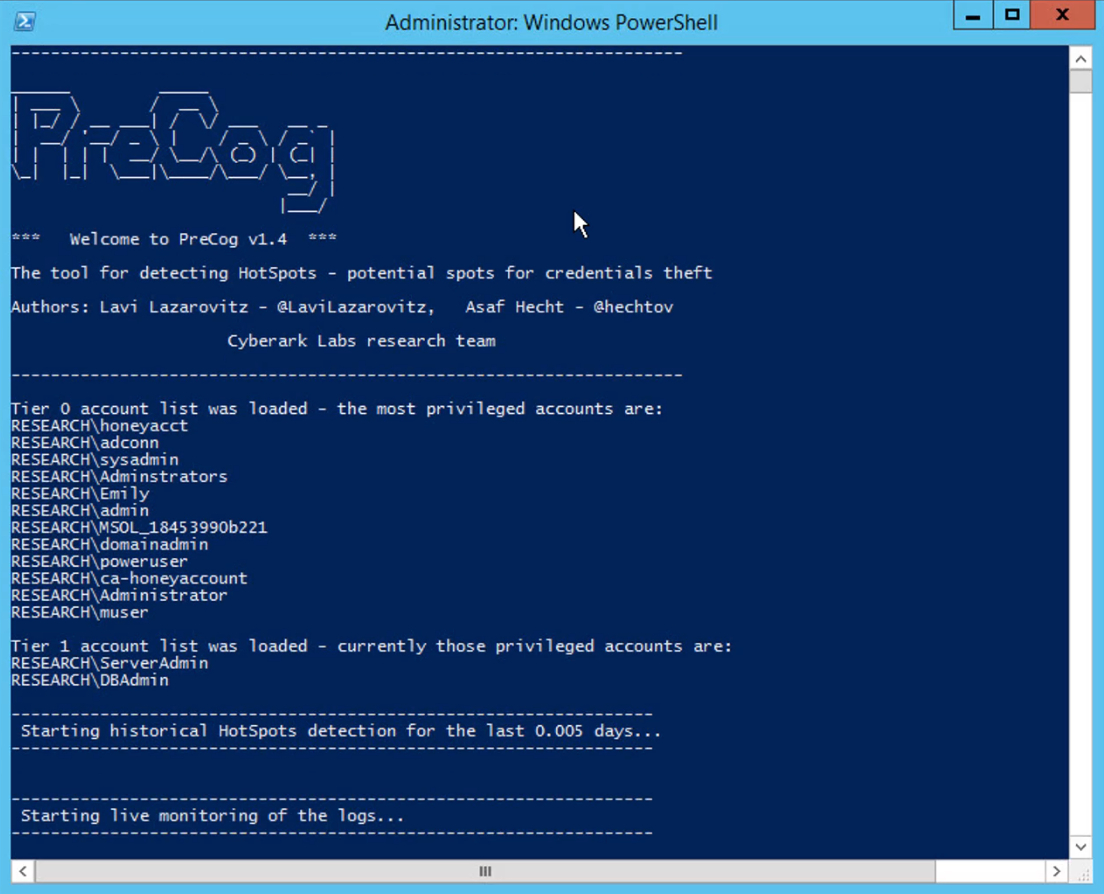 Administrator: Windows PowerShell
--------------------------------------------------------------------
PreCog
*** Welcome to PreCog v1.4 ***
The tool for detecting HotSpots - potential spots for credentials theft
Authors: Lavi Lazarovitz - @LaviLazarovitz, Asaf Hecht - @hechtov
Cyberark Labs research team
--------------------------------------------------------------------
Tier 0 account list was loaded - the most privileged accounts are:
RESEARCH\honeyacct
RESEARCH\adconn
RESEARCH\sysadmin
RESEARCH\Adminstrators
RESEARCH\Emily
RESEARCH\admin
RESEARCH\MSOL_18453990b221
RESEARCH\domainadmin
RESEARCH\poweruser
RESEARCH\ca-honeyaccount
RESEARCH\Administrator
RESEARCH\muser
Tier 1 account list was loaded - currently those privileged accounts are:
RESEARCH\ServerAdmin
RESEARCH\DBAdmin
-----------------------------------------------------------------
Starting historical HotSpots detection for the last 0.005 days...
-----------------------------------------------------------------
-----------------------------------------------------------------
Starting live monitoring of the logs...
-----------------------------------------------------------------